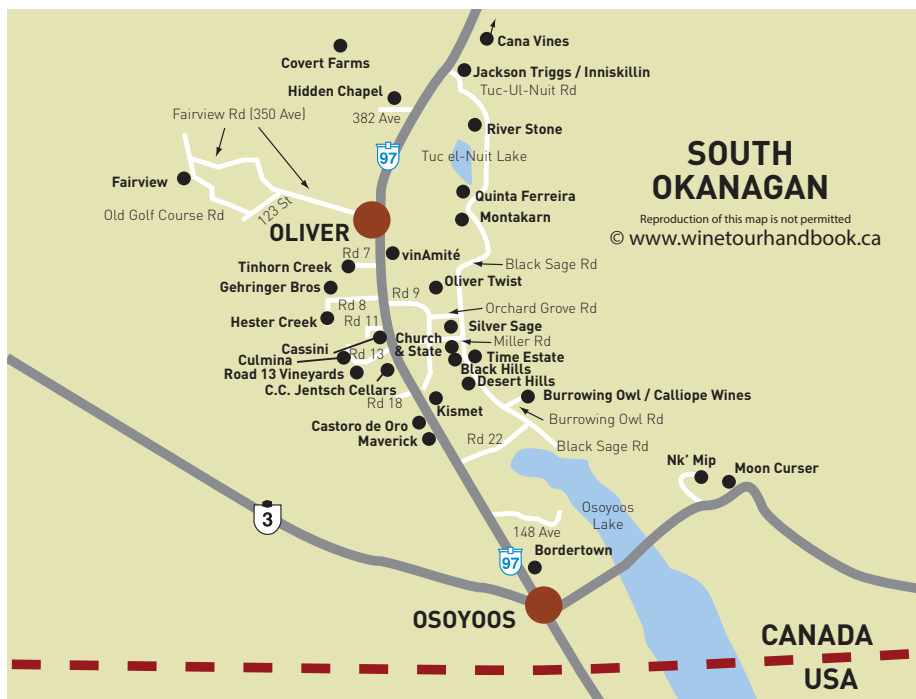 Cana Vines
Covert Farms
Jackson Triggs / Inniskillin
Tuc-Ul-Nuit Rd
Hidden Chapel
Fairview Rd (350 Ave)
382 Ave
River Stone
97
Tuc el-Nuit Lake
SOUTH
OKANAGAN
Fairview
Quinta Ferreira
Old Golf Course Rd
123 St
Montakarn
Reproduction of this map is not permitted
© www.winetourhandbook.ca
OLIVER
Rd 7
vinAmité
Tinhorn Creek
Black Sage Rd
Gehringer Bros
Rd 9
Oliver Twist
Rd 8
Orchard Grove Rd
Hester Creek
Rd 11
Silver Sage
Cassini
Church
& State
Miller Rd
Culmina
Rd 13
Time Estate
Road 13 Vineyards
Black Hills
C.C. Jentsch Cellars
Desert Hills
Rd 18
Kismet
Burrowing Owl / Calliope Wines
Castoro de Oro
Burrowing Owl Rd
Maverick
Rd 22
Black Sage Rd
Nk' Mip
Moon Curser
3
Osoyoos
Lake
148 Ave
97
Bordertown
OSOYOOS
CANADA
USA